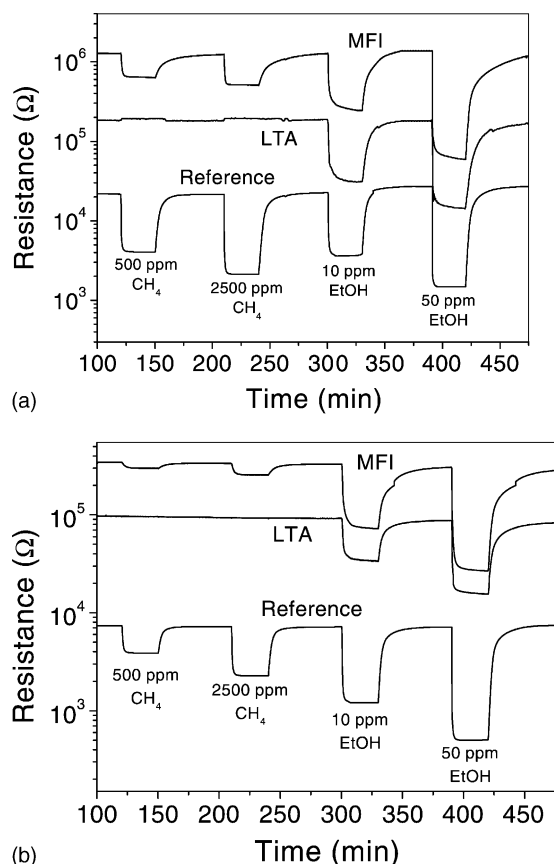 10^6
10^5
10^4
10^3
Resistance (Ω)
MFI
LTA
Reference
500 ppm
CH₄
2500 ppm
CH₄
10 ppm
EtOH
50 ppm
EtOH
100 150 200 250 300 350 400 450
Time (min)
(a)
10^5
10^4
10^3
Resistance (Ω)
MFI
LTA
Reference
500 ppm
CH₄
2500 ppm
CH₄
10 ppm
EtOH
50 ppm
EtOH
100 150 200 250 300 350 400 450
Time (min)
(b)